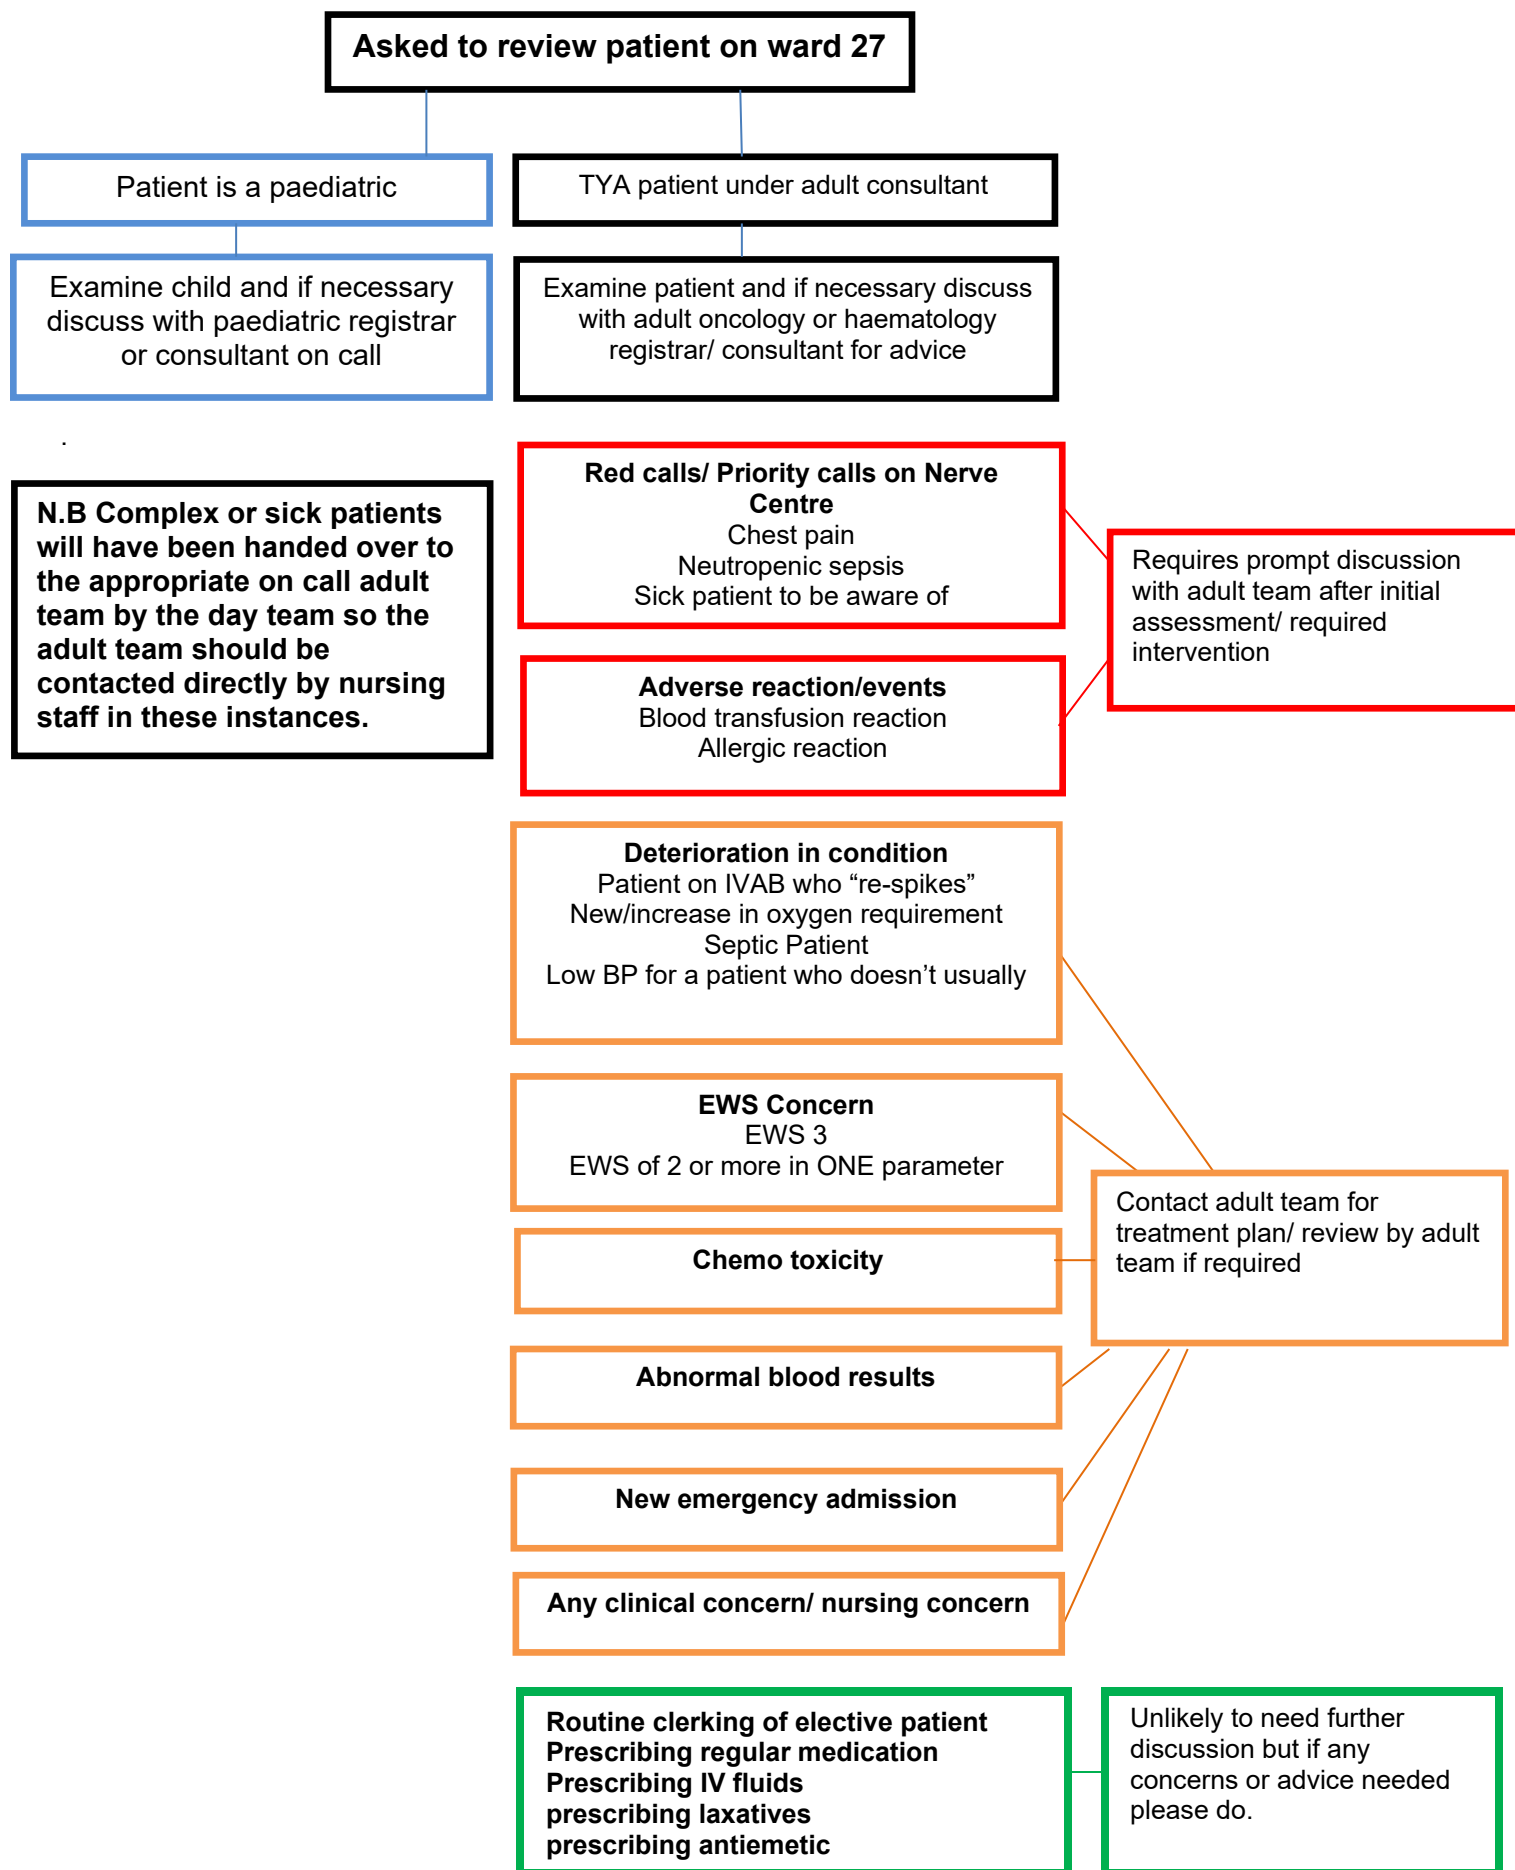 Asked to review patient on ward 27
Patient is a paediatric
TYA patient under adult consultant
Examine child and if necessary
discuss with paediatric registrar
or consultant on call
Examine patient and if necessary discuss
with adult oncology or haematology
registrar/ consultant for advice
.
N.B Complex or sick patients
will have been handed over to
the appropriate on call adult
team by the day team so the
adult team should be
contacted directly by nursing
staff in these instances.
Red calls/ Priority calls on Nerve
Centre
Chest pain
Neutropenic sepsis
Sick patient to be aware of
Adverse reaction/events
Blood transfusion reaction
Allergic reaction
Requires prompt discussion
with adult team after initial
assessment/ required
intervention
Deterioration in condition
Patient on IVAB who “re-spikes”
New/increase in oxygen requirement
Septic Patient
Low BP for a patient who doesn’t usually
EWS Concern
EWS 3
EWS of 2 or more in ONE parameter
Chemo toxicity
Abnormal blood results
New emergency admission
Any clinical concern/ nursing concern
Contact adult team for
treatment plan/ review by adult
team if required
Routine clerking of elective patient
Prescribing regular medication
Prescribing IV fluids
prescribing laxatives
prescribing antiemetic
Unlikely to need further
discussion but if any
concerns or advice needed
please do.